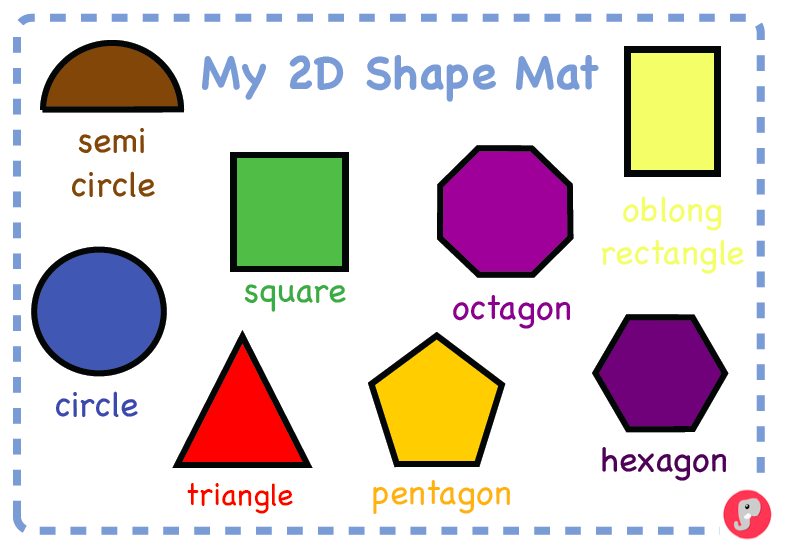 My 2D Shape Mat
semi
circle
square
octagon
oblong
rectangle
circle
triangle
pentagon
hexagon